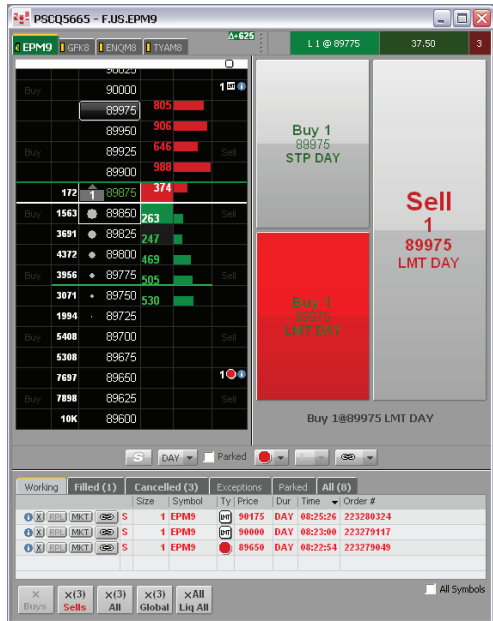 PSCQ5665 - F.US.EPM9
EPM9 GFK8 ENQM8 TYAM8 Δ+625 L 1 @ 89775 37.50 3
Buy 90000 1 LMT
89975 805
89950 906
Buy 89925 646 Sell
89900 988
172 1 89875 374
Buy 1563 89850 263 Sell
3691 89825 247
4372 89800 469
Buy 3956 89775 505 Sell
3071 89750 530
1994 89725
Buy 5408 89700 Sell
5308 89675
7697 89650 1
Buy 7898 89625 Sell
10K 89600
Buy 1
89975
STP DAY
Sell
1
89975
LMT DAY
Buy 1
89975
LMT DAY
Buy 1@89975 LMT DAY
S DAY Parked
Working Filled (1) Cancelled (3) Exceptions Parked All (8)
Size Symbol Ty Price Dur Time Order #
X RPL MKT S 1 EPM9 LMT 90175 DAY 08:25:26 223280324
X RPL MKT S 1 EPM9 LMT 90000 DAY 08:23:00 223279117
X RPL MKT S 1 EPM9 89650 DAY 08:22:54 223279049
All Symbols
X Buys
X(3) Sells
X(3) All
X(3) Global
XAll Liq All